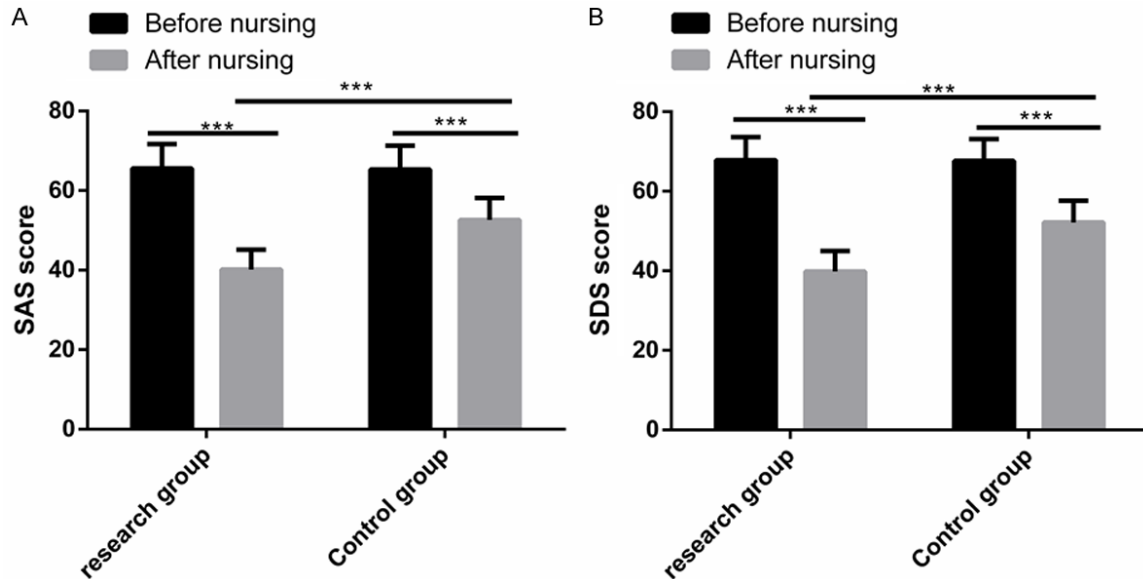 A
Before nursing
After nursing
***
***
***
80
60
40
20
0
SAS score
research group
Control group
B
Before nursing
After nursing
***
***
***
80
60
40
20
0
SDS score
research group
Control group